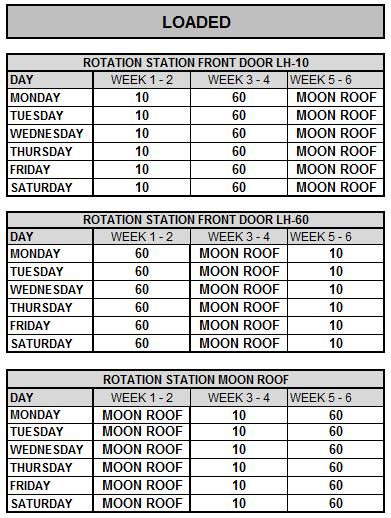 LOADED
ROTATION STATION FRONT DOOR LH-10
DAY WEEK 1 - 2 WEEK 3 - 4 WEEK 5 - 6
MONDAY 10 60 MOON ROOF
TUESDAY 10 60 MOON ROOF
WEDNESDAY 10 60 MOON ROOF
THURSDAY 10 60 MOON ROOF
FRIDAY 10 60 MOON ROOF
SATURDAY 10 60 MOON ROOF
ROTATION STATION FRONT DOOR LH-60
DAY WEEK 1 - 2 WEEK 3 - 4 WEEK 5 - 6
MONDAY 60 MOON ROOF 10
TUESDAY 60 MOON ROOF 10
WEDNESDAY 60 MOON ROOF 10
THURSDAY 60 MOON ROOF 10
FRIDAY 60 MOON ROOF 10
SATURDAY 60 MOON ROOF 10
ROTATION STATION MOON ROOF
DAY WEEK 1 - 2 WEEK 3 - 4 WEEK 5 - 6
MONDAY MOON ROOF 10 60
TUESDAY MOON ROOF 10 60
WEDNESDAY MOON ROOF 10 60
THURSDAY MOON ROOF 10 60
FRIDAY MOON ROOF 10 60
SATURDAY MOON ROOF 10 60